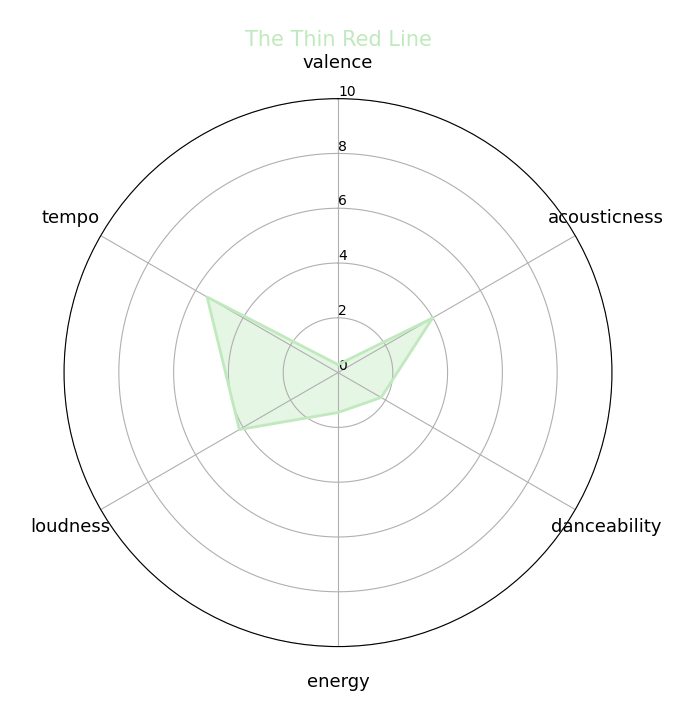 The Thin Red Line
valence
10
8
6
4
2
0
tempo
acousticness
loudness
danceability
energy